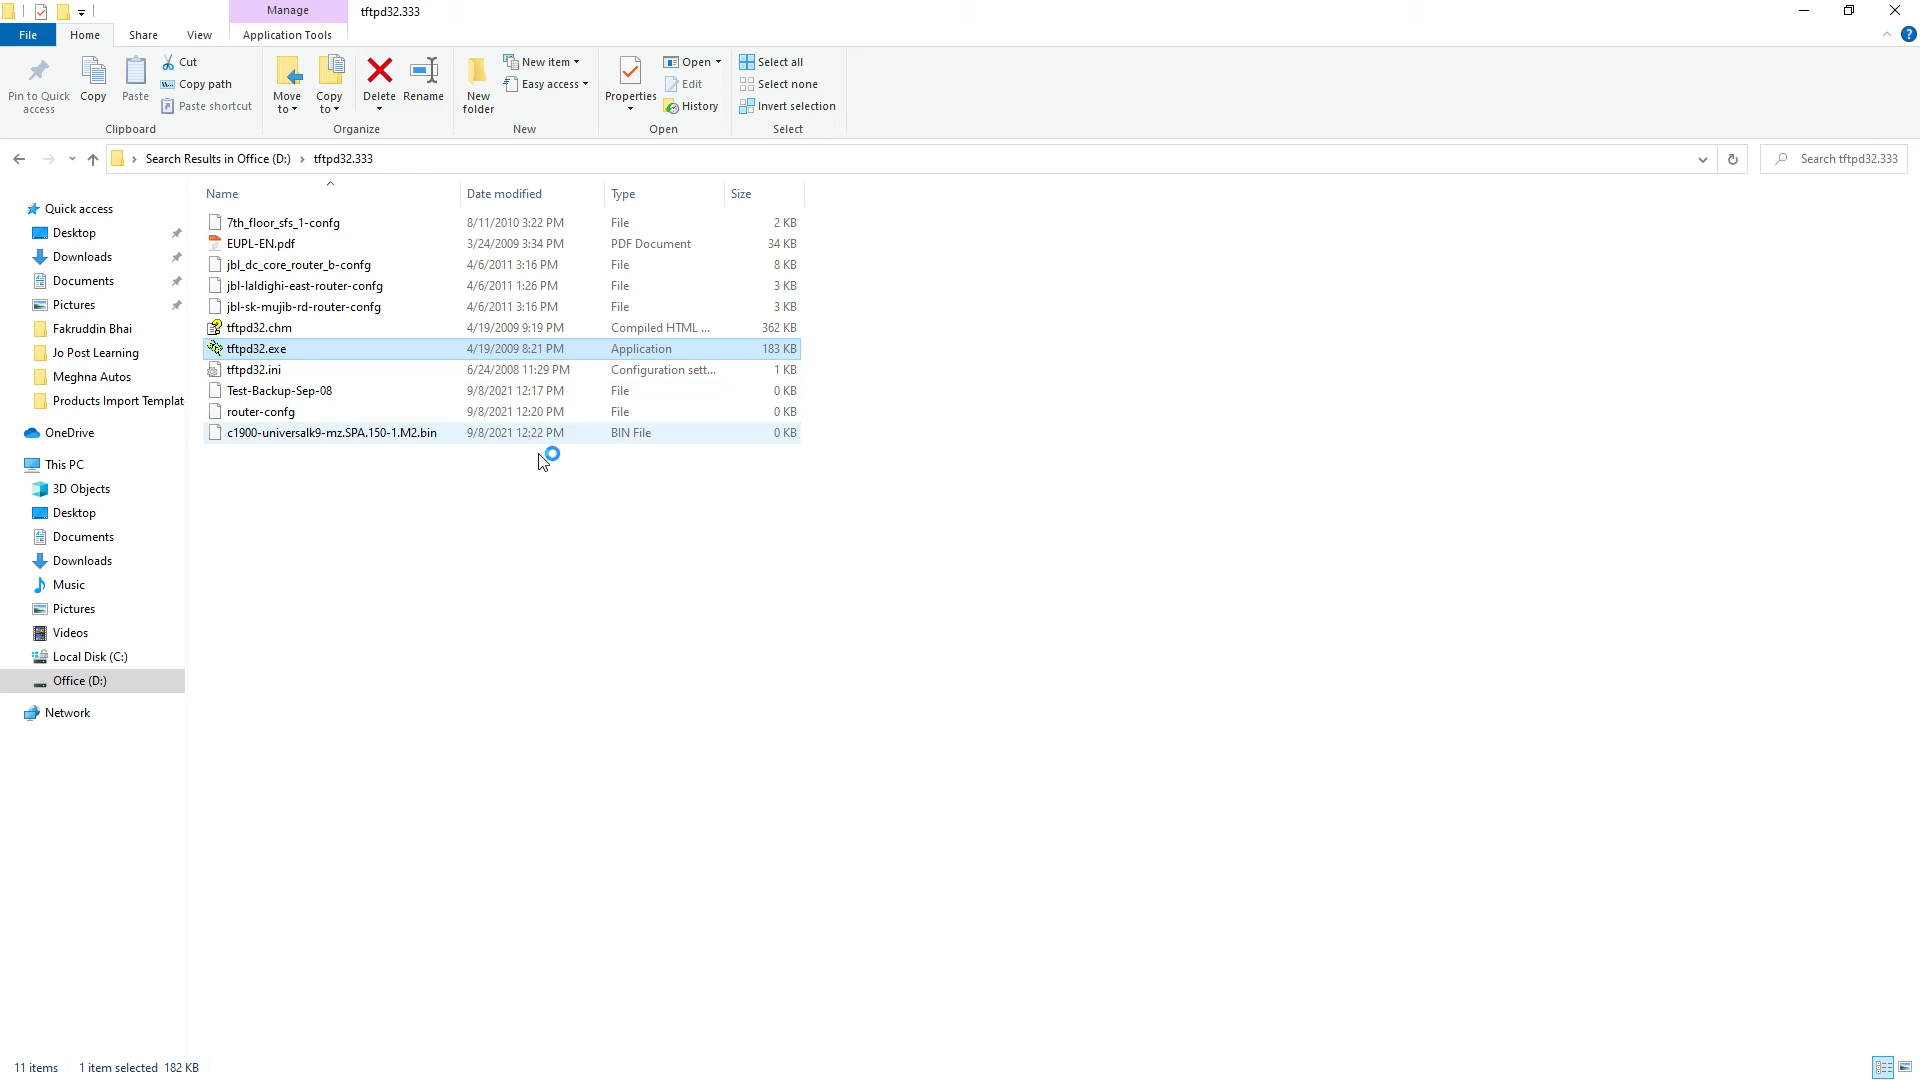 Manage
tftpd32.333
File
Home
Share
View
Application Tools
Pin to Quick access
Copy
Paste
Cut
Copy path
Paste shortcut
Clipboard
Move to
Copy to
Delete
Rename
Organize
New folder
New item
Easy access
New
Properties
Open
Edit
History
Open
Select all
Select none
Invert selection
Select
Search Results in Office (D:) › tftpd32.333
Search tftpd32.333
Name Date modified Type Size
7th_floor_sfs_1-confg 8/11/2010 3:22 PM File 2 KB
EUPL-EN.pdf 3/24/2009 3:34 PM PDF Document 34 KB
jbl_dc_core_router_b-confg 4/6/2011 3:16 PM File 8 KB
jbl-laldighi-east-router-confg 4/6/2011 1:26 PM File 3 KB
jbl-sk-mujib-rd-router-confg 4/6/2011 3:16 PM File 3 KB
tftpd32.chm 4/19/2009 9:19 PM Compiled HTML ... 362 KB
tftpd32.exe 4/19/2009 8:21 PM Application 183 KB
tftpd32.ini 6/24/2008 11:29 PM Configuration sett... 1 KB
Test-Backup-Sep-08 9/8/2021 12:17 PM File 0 KB
router-confg 9/8/2021 12:20 PM File 0 KB
c1900-universalk9-mz.SPA.150-1.M2.bin 9/8/2021 12:22 PM BIN File 0 KB
Quick access
Desktop
Downloads
Documents
Pictures
Fakruddin Bhai
Jo Post Learning
Meghna Autos
Products Import Templat
OneDrive
This PC
3D Objects
Desktop
Documents
Downloads
Music
Pictures
Videos
Local Disk (C:)
Office (D:)
Network
11 items 1 item selected 182 KB